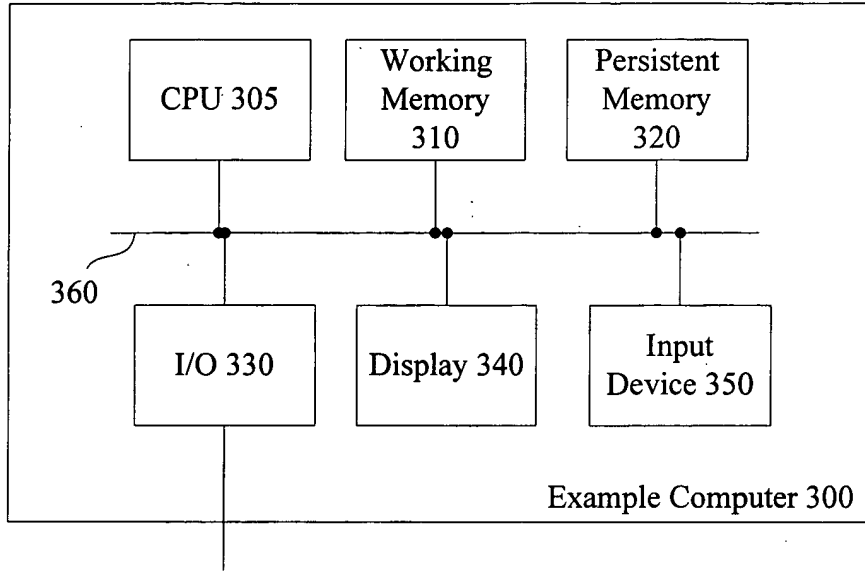 CPU 305
Working
Memory
310
Persistent
Memory
320
360
I/O 330
Display 340
Input
Device 350
Example Computer 300